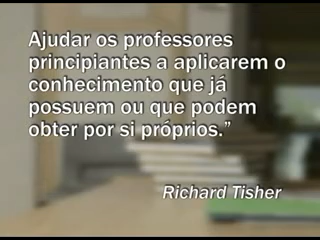 Ajudar os professores
principiantes a aplicarem o
conhecimento que já
possuem ou que podem
obter por si próprios.”
Richard Tisher